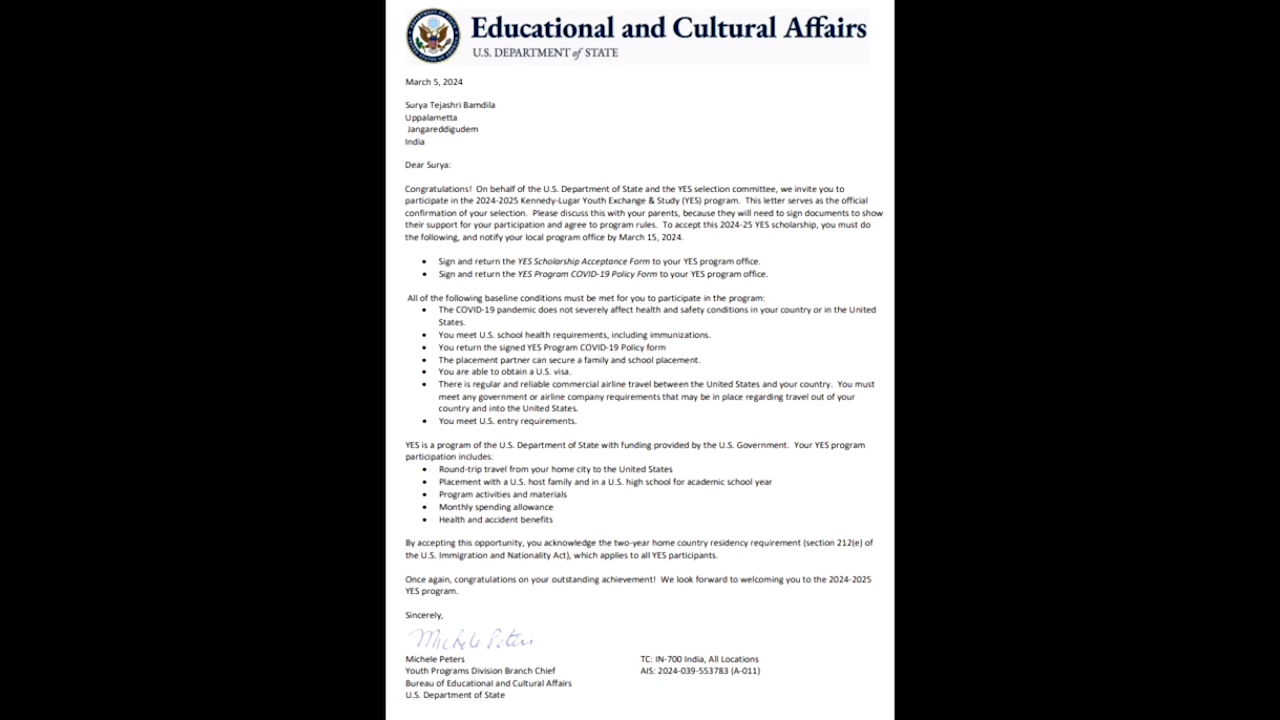 Educational and Cultural Affairs
U.S. DEPARTMENT of STATE
March 5, 2024
Surya Tejashri Bamdila
Uppalametta
Jangareddigudem
India
Dear Surya:
Congratulations! On behalf of the U.S. Department of State and the YES selection committee, we invite you to
participate in the 2024-2025 Kennedy-Lugar Youth Exchange & Study (YES) program. This letter serves as the official
confirmation of your selection. Please discuss this with your parents, because they will need to sign documents to show
their support for your participation and agree to program rules. To accept this 2024-25 YES scholarship, you must do
the following, and notify your local program office by March 15, 2024.
• Sign and return the YES Scholarship Acceptance Form to your YES program office.
• Sign and return the YES Program COVID-19 Policy Form to your YES program office.
All of the following baseline conditions must be met for you to participate in the program:
• The COVID-19 pandemic does not severely affect health and safety conditions in your country or in the United
States.
• You meet U.S. school health requirements, including immunizations.
• You return the signed YES Program COVID-19 Policy form
• The placement partner can secure a family and school placement.
• You are able to obtain a U.S. visa.
• There is regular and reliable commercial airline travel between the United States and your country. You must
meet any government or airline company requirements that may be in place regarding travel out of your
country and into the United States.
• You meet U.S. entry requirements.
YES is a program of the U.S. Department of State with funding provided by the U.S. Government. Your YES program
participation includes:
• Round-trip travel from your home city to the United States
• Placement with a U.S. host family and in a U.S. high school for academic school year
• Program activities and materials
• Monthly spending allowance
• Health and accident benefits
By accepting this opportunity, you acknowledge the two-year home country residency requirement (section 212(e) of
the U.S. Immigration and Nationality Act), which applies to all YES participants.
Once again, congratulations on your outstanding achievement! We look forward to welcoming you to the 2024-2025
YES program.
Sincerely,
Michele Peters
Michele Peters
Youth Programs Division Branch Chief
Bureau of Educational and Cultural Affairs
U.S. Department of State
TC: IN-700 India, All Locations
AIS: 2024-039-553783 (A-011)